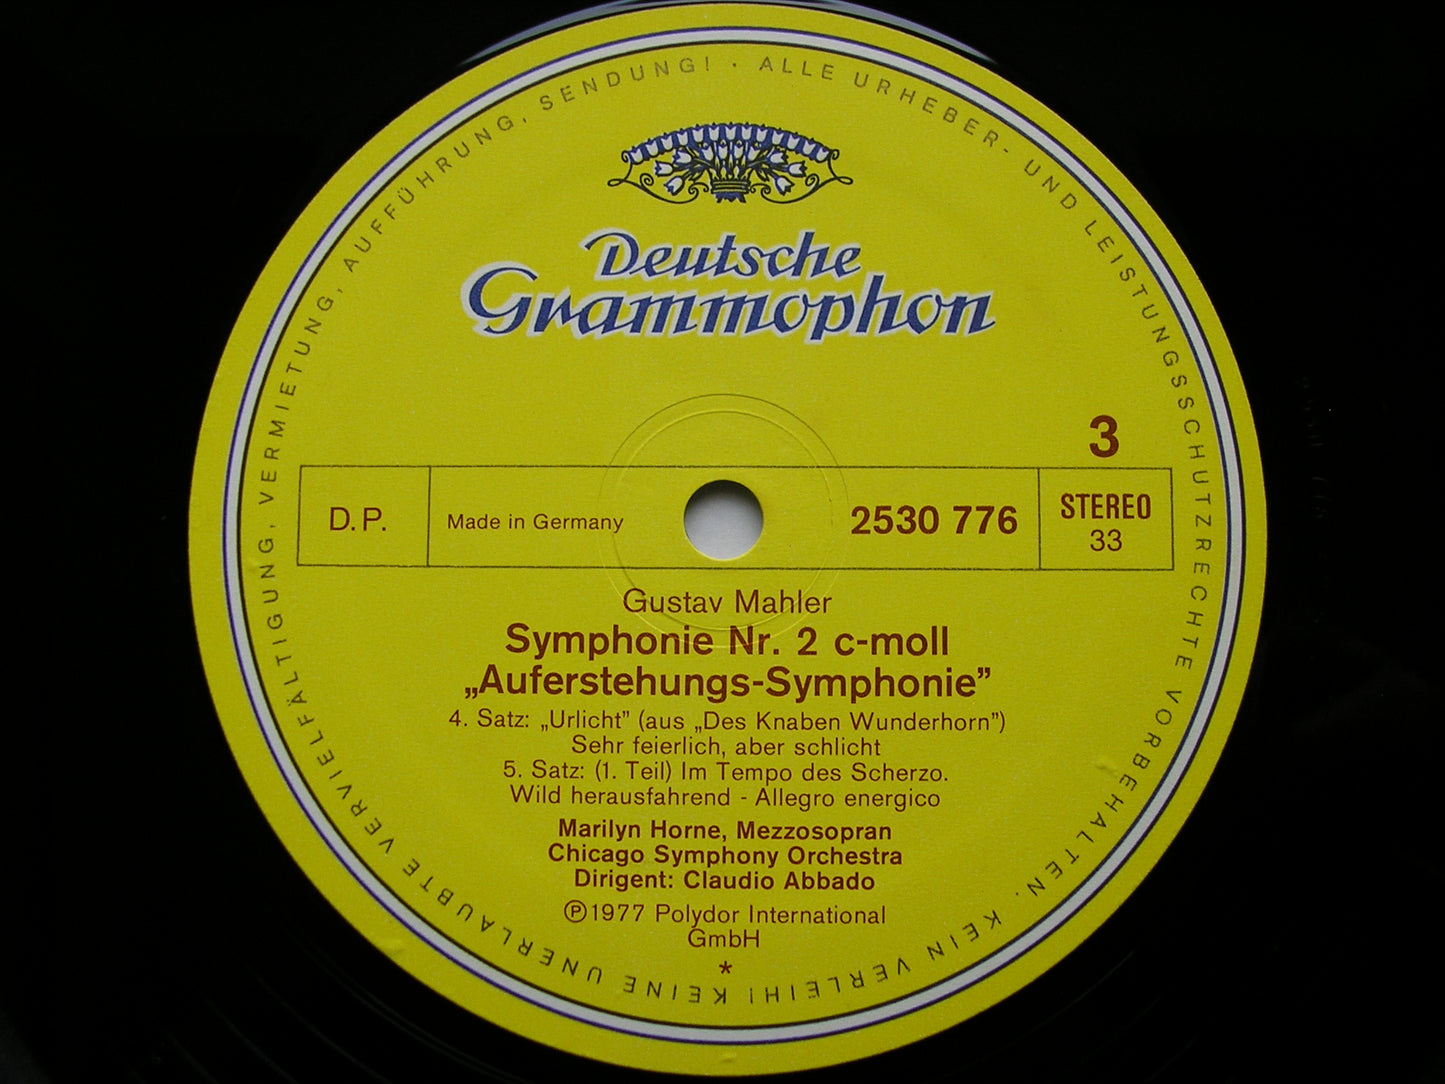 ALLE URHEBER- UND LEISTUNGSSCHUTZRECHTE VORBEHALTEN. KEIN VERLEIH! KEINE UNERLAUBTE VERVIELFÄLTIGUNG, VERMIETUNG, AUFFÜHRUNG, SENDUNG! ·
Deutsche
Grammophon
3
D.P.
Made in Germany
2530 776
STEREO
33
Gustav Mahler
Symphonie Nr. 2 c-moll
„Auferstehungs-Symphonie”
4. Satz: „Urlicht” (aus „Des Knaben Wunderhorn”)
Sehr feierlich, aber schlicht
5. Satz: (1. Teil) Im Tempo des Scherzo.
Wild herausfahrend - Allegro energico
Marilyn Horne, Mezzosopran
Chicago Symphony Orchestra
Dirigent: Claudio Abbado
℗1977 Polydor International
GmbH
*